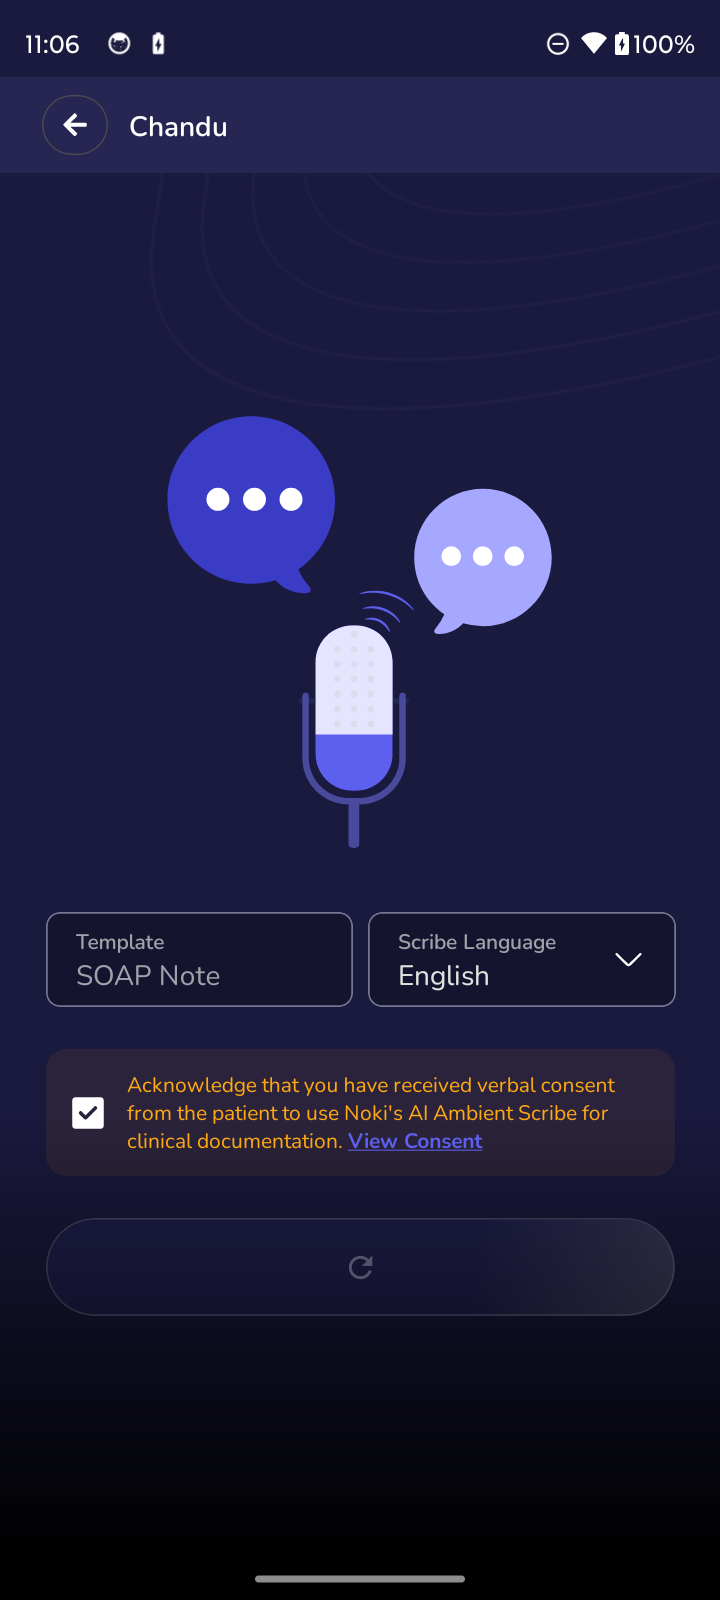 11:06 100%
Chandu
Template
SOAP Note
Scribe Language
English
Acknowledge that you have received verbal consent
from the patient to use Noki's AI Ambient Scribe for
clinical documentation. View Consent